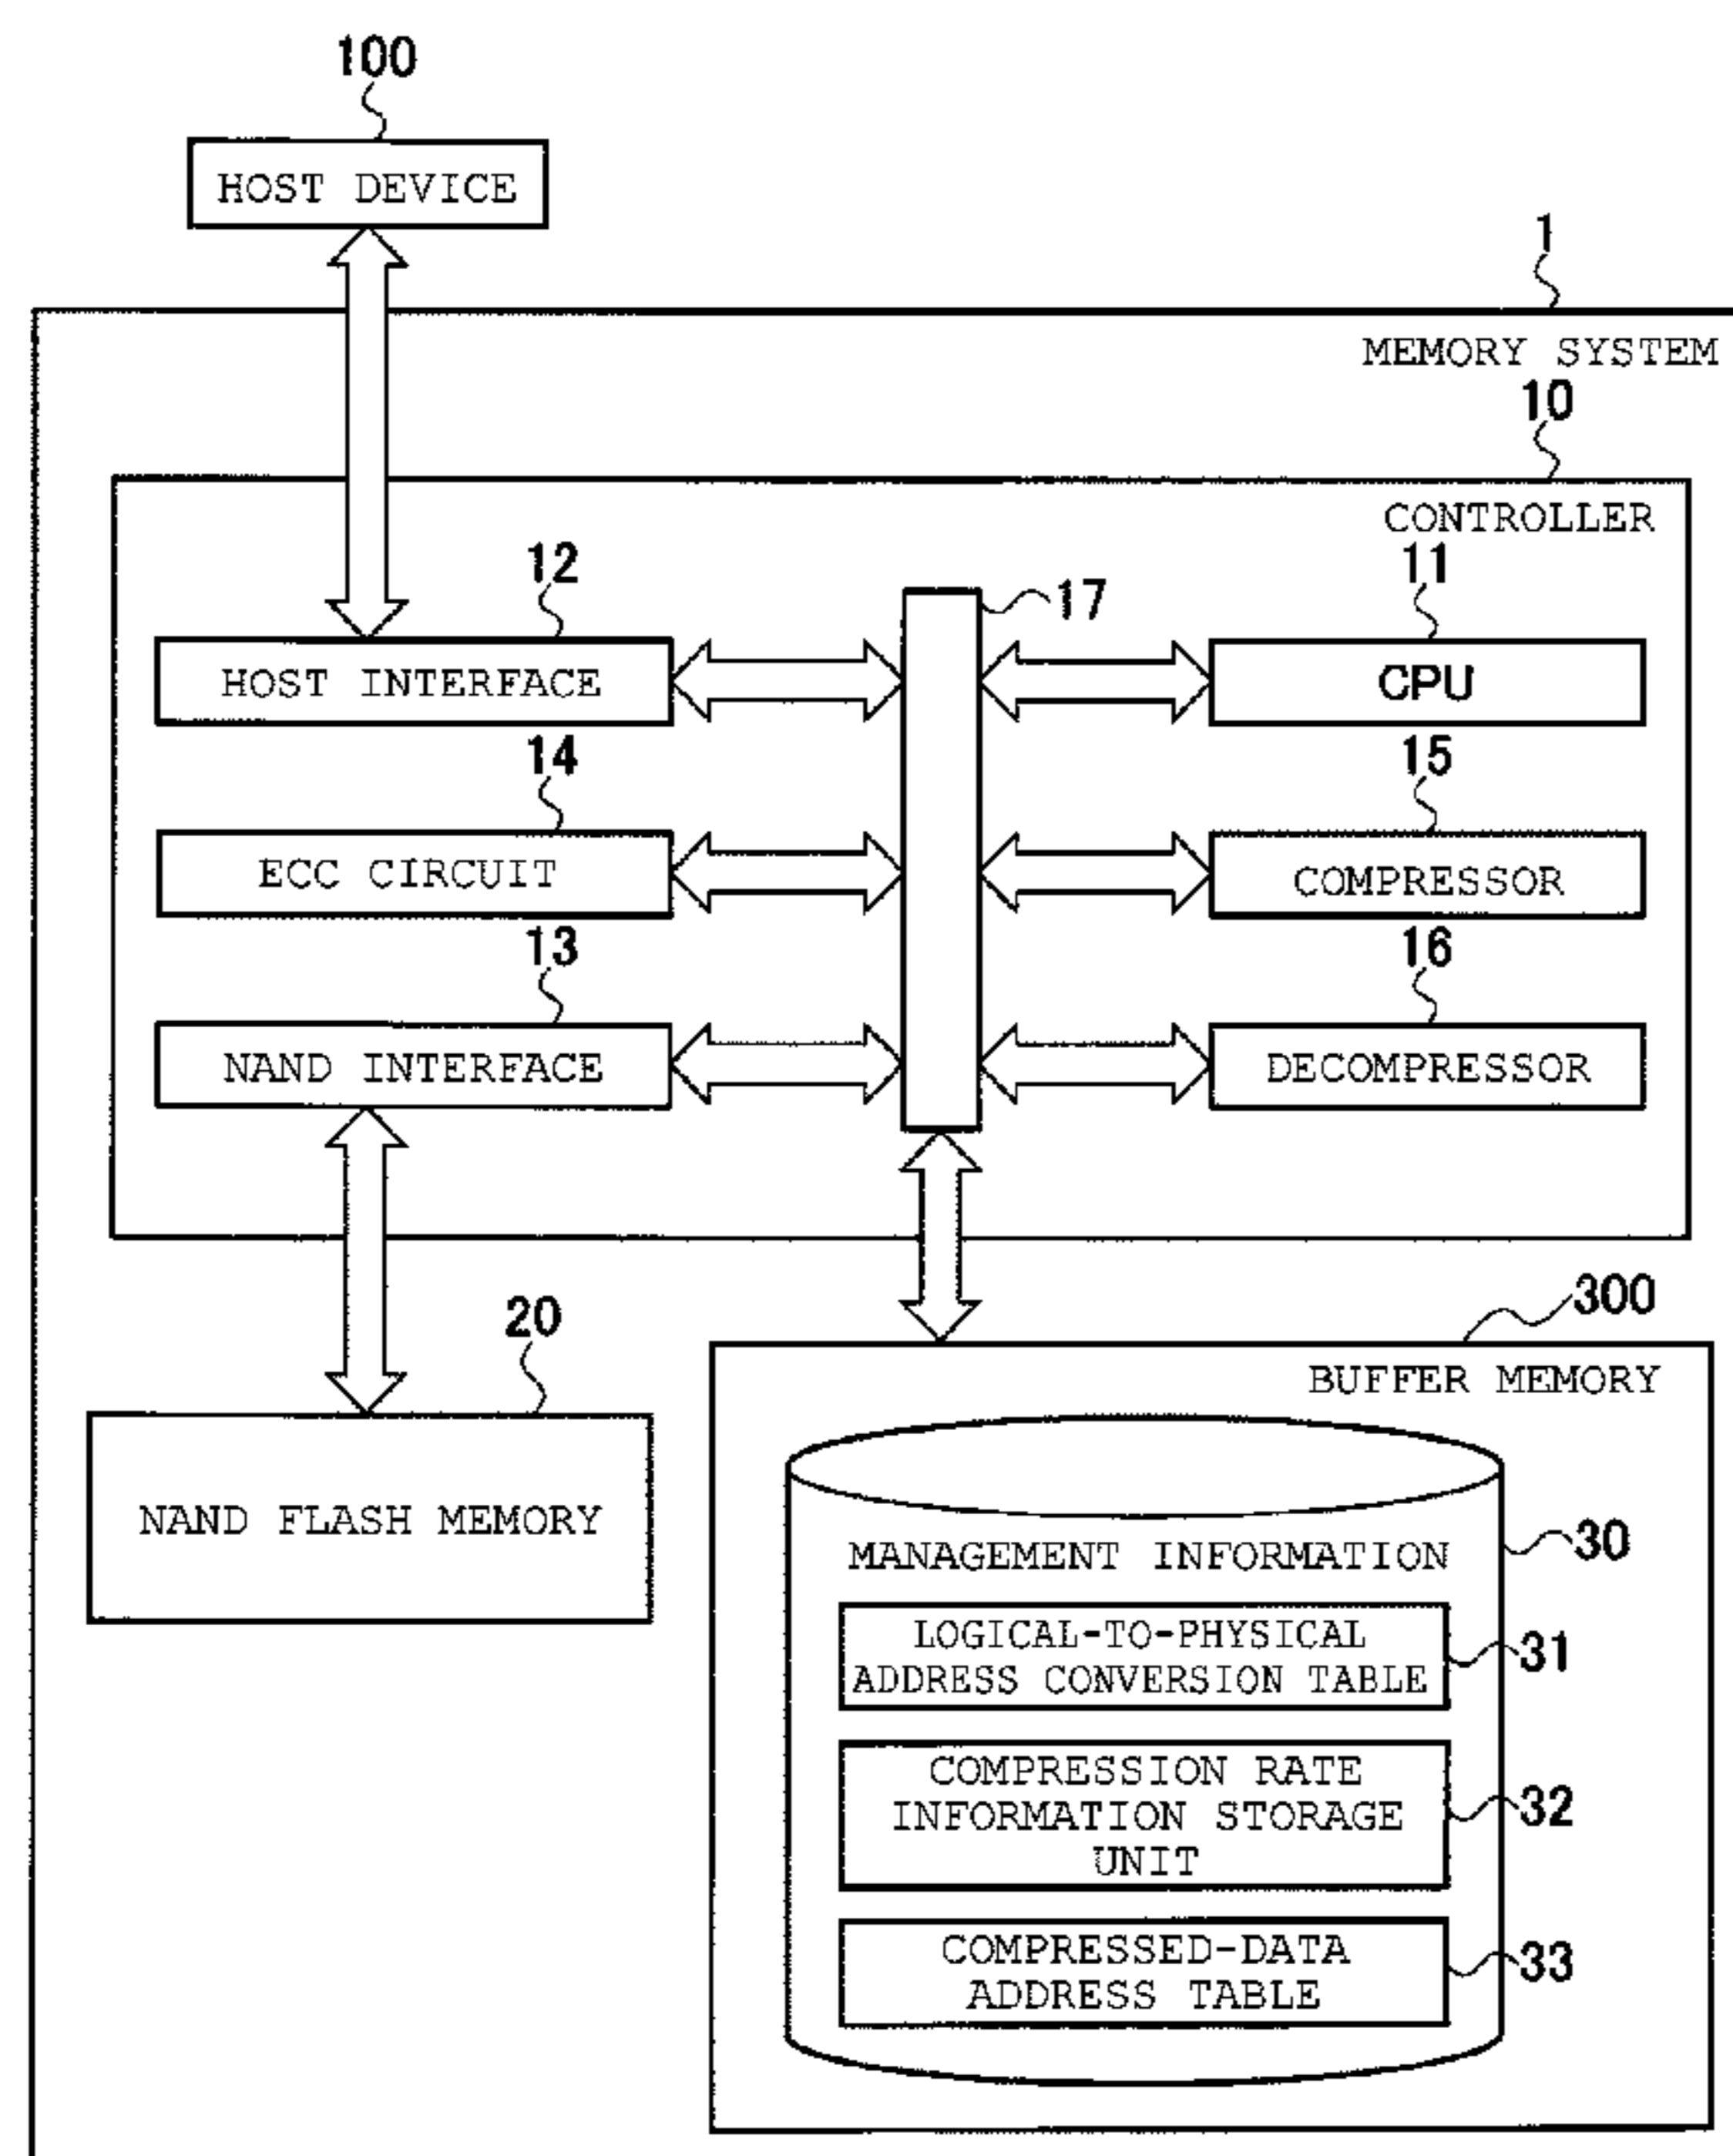 100
HOST DEVICE
1
MEMORY SYSTEM
10
CONTROLLER
12
17
11
HOST INTERFACE
CPU
14
15
ECC CIRCUIT
COMPRESSOR
13
16
NAND INTERFACE
DECOMPRESSOR
20
300
NAND FLASH MEMORY
BUFFER MEMORY
30
MANAGEMENT INFORMATION
LOGICAL-TO-PHYSICAL
ADDRESS CONVERSION TABLE
31
COMPRESSION RATE
INFORMATION STORAGE
UNIT
32
COMPRESSED-DATA
ADDRESS TABLE
33